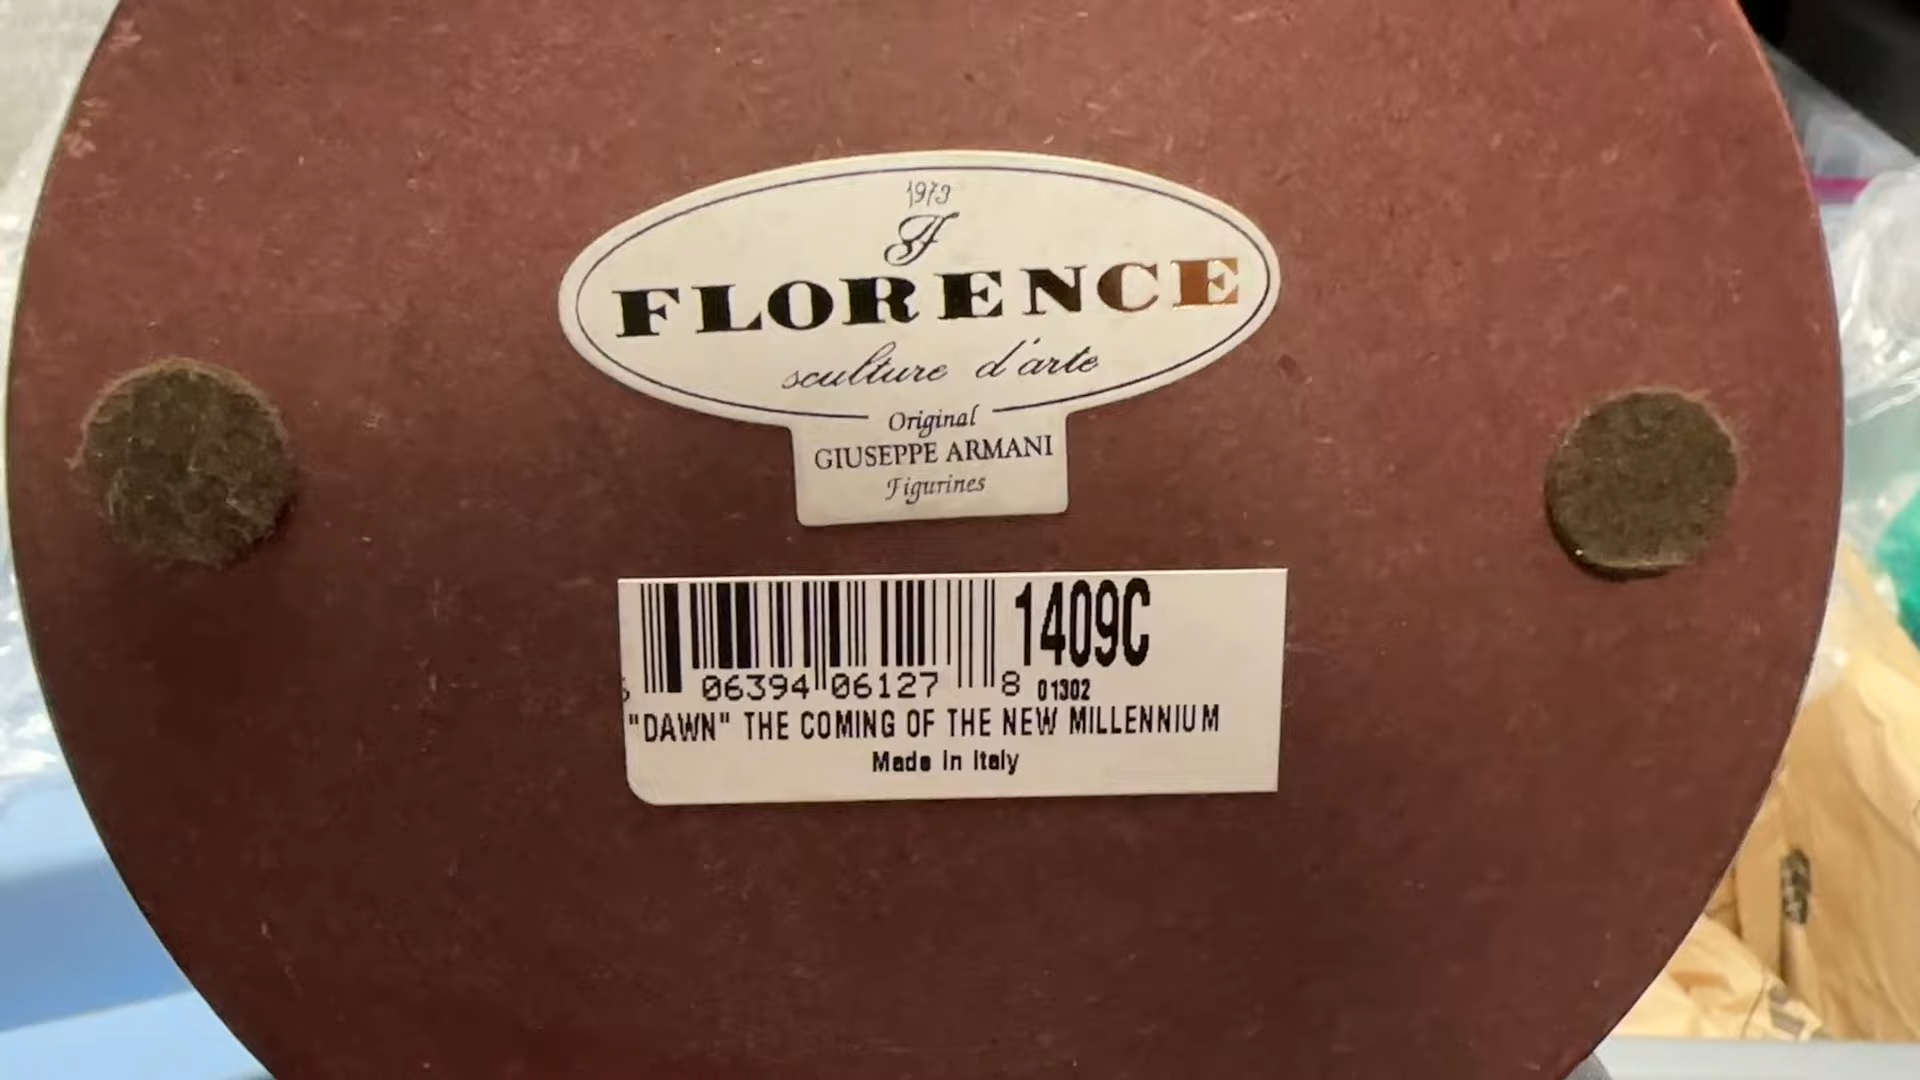 1973
FLORENCE
sculture d'arte
Original
GIUSEPPE ARMANI
Figurines
1409C
06394 06127 8 01302
"DAWN" THE COMING OF THE NEW MILLENNIUM
Made in Italy